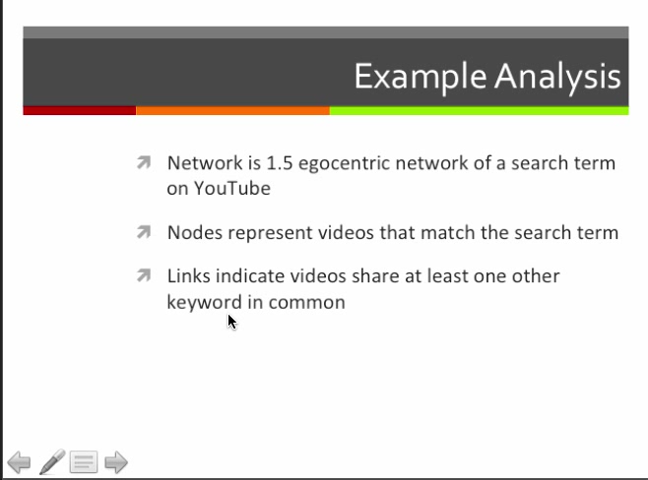 Example Analysis
Network is 1.5 egocentric network of a search term
on YouTube
Nodes represent videos that match the search term
Links indicate videos share at least one other
keyword in common